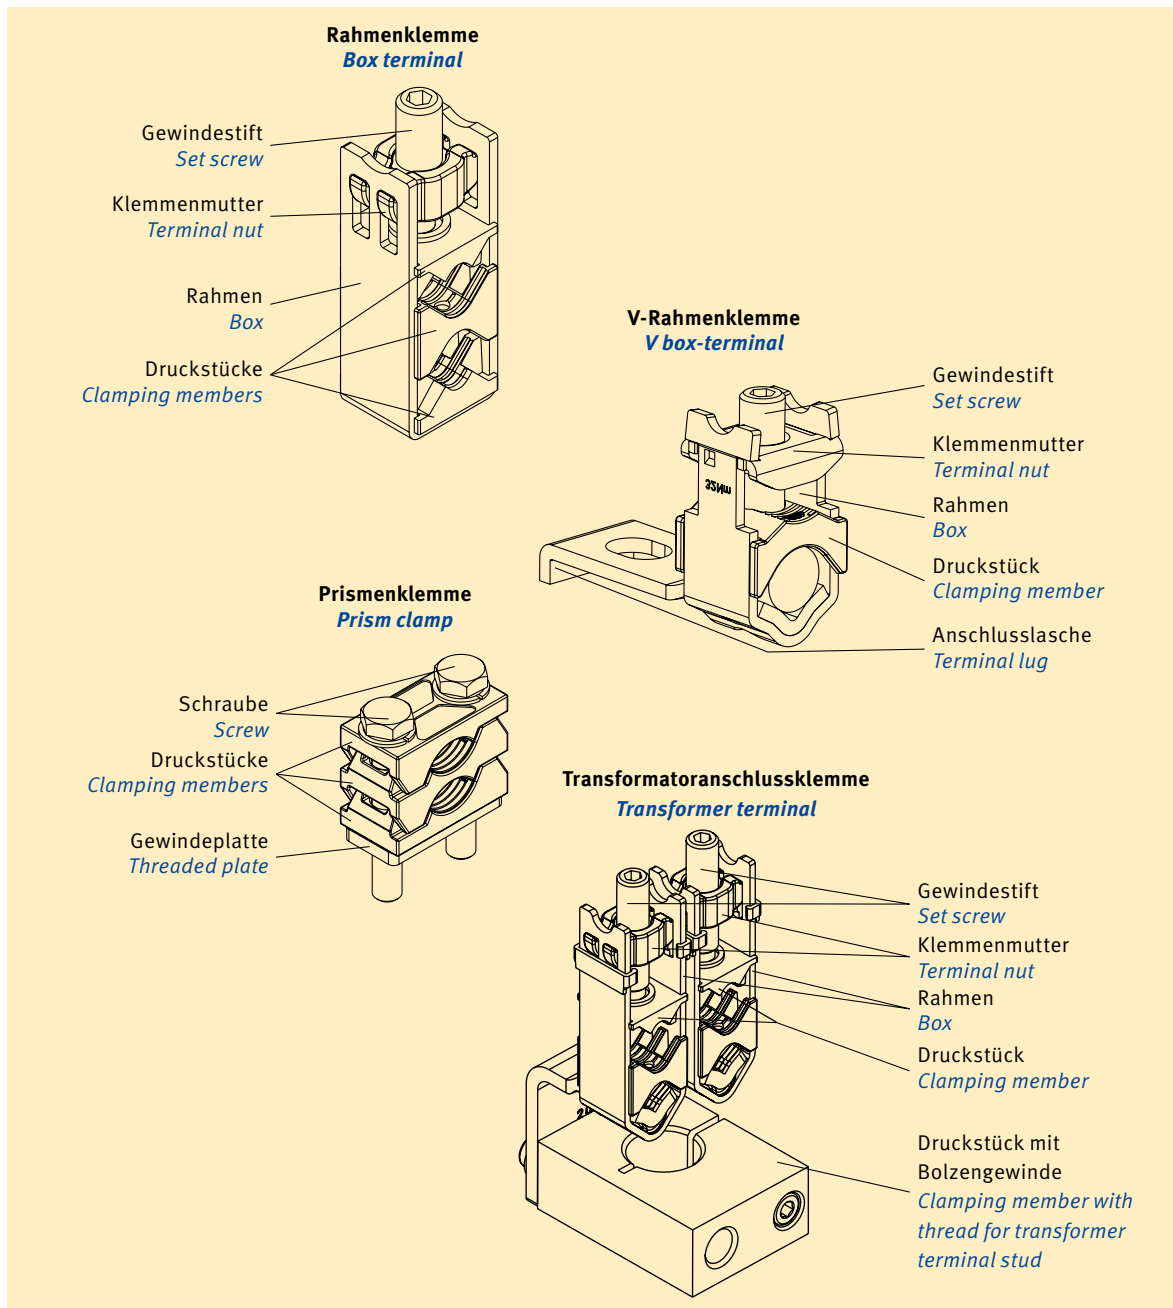 Rahmenklemme
Box terminal
Gewindestift
Set screw
Klemmenmutter
Terminal nut
Rahmen
Box
Druckstücke
Clamping members
V-Rahmenklemme
V box-terminal
Gewindestift
Set screw
Klemmenmutter
Terminal nut
Rahmen
Box
Druckstück
Clamping member
Anschlusslasche
Terminal lug
32Nm
Prismenklemme
Prism clamp
Schraube
Screw
Druckstücke
Clamping members
Gewindeplatte
Threaded plate
Transformatoranschlussklemme
Transformer terminal
Gewindestift
Set screw
Klemmenmutter
Terminal nut
Rahmen
Box
Druckstück
Clamping member
Druckstück mit
Bolzengewinde
Clamping member with
thread for transformer
terminal stud